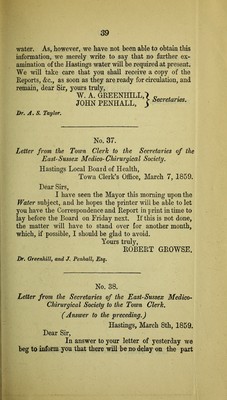 39
water. As, however, we have not been able to obtain this
information, we merely write to say that no further ex-
amination of the Hastings water will be required at present.
We will take care that you shall receive a copy of the
Reports, &c., as soon as they are ready for circulation, and
remain, dear Sir, yours truly,
W. A. GREENHILL,
JOHN PENHALL,
} Secretaries.
Dr. A. S. Taylor.
No. 37.
Letter from the Town Clerk to the Secretaries of the
East-Sussex Medico-Chirurgical Society.
Hastings Local Board of Health,
Town Clerk's Office, March 7, 1859.
Dear Sirs,
I have seen the Mayor this morning upon the
Water subject, and he hopes the printer will be able to let
you have the Correspondence and Report in print in time to
lay before the Board on Friday next. If this is not done,
the matter will have to stand over for another month,
which, if possible, I should be glad to avoid.
Yours truly,
ROBERT GROWSE.
Dr. Greenhill, and J. Penhall, Esq.
No. 38.
Letter from the Secretaries of the East-Sussex Medico-
Chirurgical Society to the Town Clerk.
(Answer to the preceding.)
Hastings, March 8th, 1859.
Dear Sir,
In answer to your letter of yesterday we
beg to inform you that there will be no delay on the part